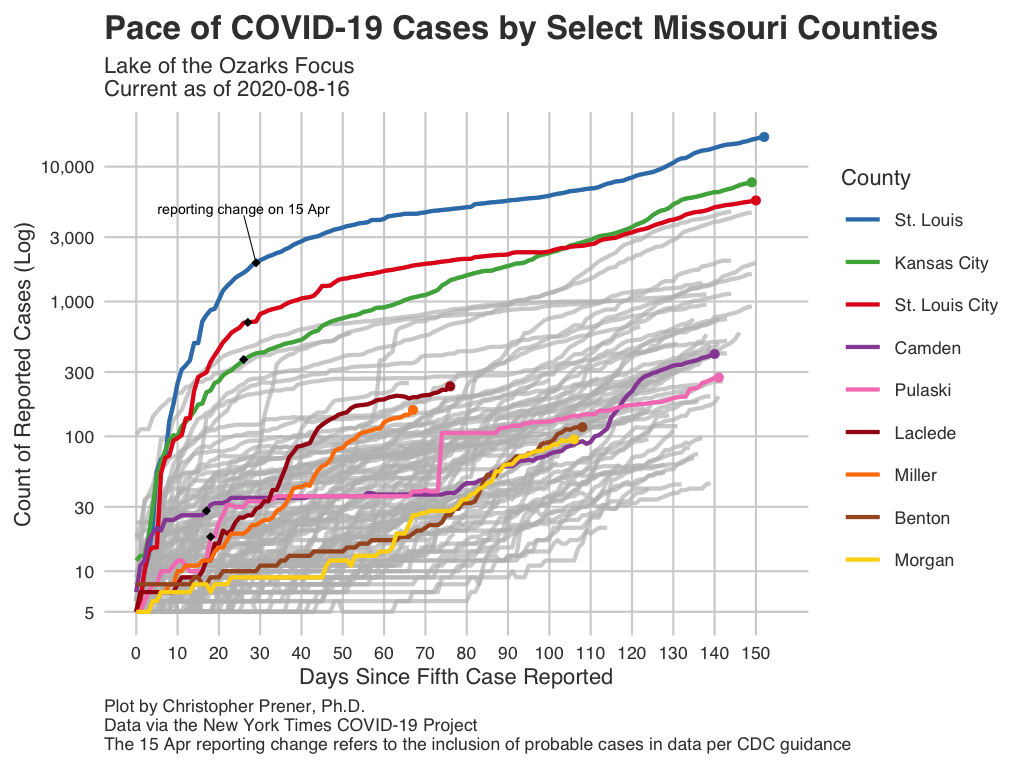 Pace of COVID-19 Cases by Select Missouri Counties
Lake of the Ozarks Focus
Current as of 2020-08-16
Count of Reported Cases (Log)
10,000
3,000
1,000
300
100
30
10
5
reporting change on 15 Apr
0 10 20 30 40 50 60 70 80 90 100 110 120 130 140 150
Days Since Fifth Case Reported
County
St. Louis
Kansas City
St. Louis City
Camden
Pulaski
Laclede
Miller
Benton
Morgan
Plot by Christopher Prener, Ph.D.
Data via the New York Times COVID-19 Project
The 15 Apr reporting change refers to the inclusion of probable cases in data per CDC guidance